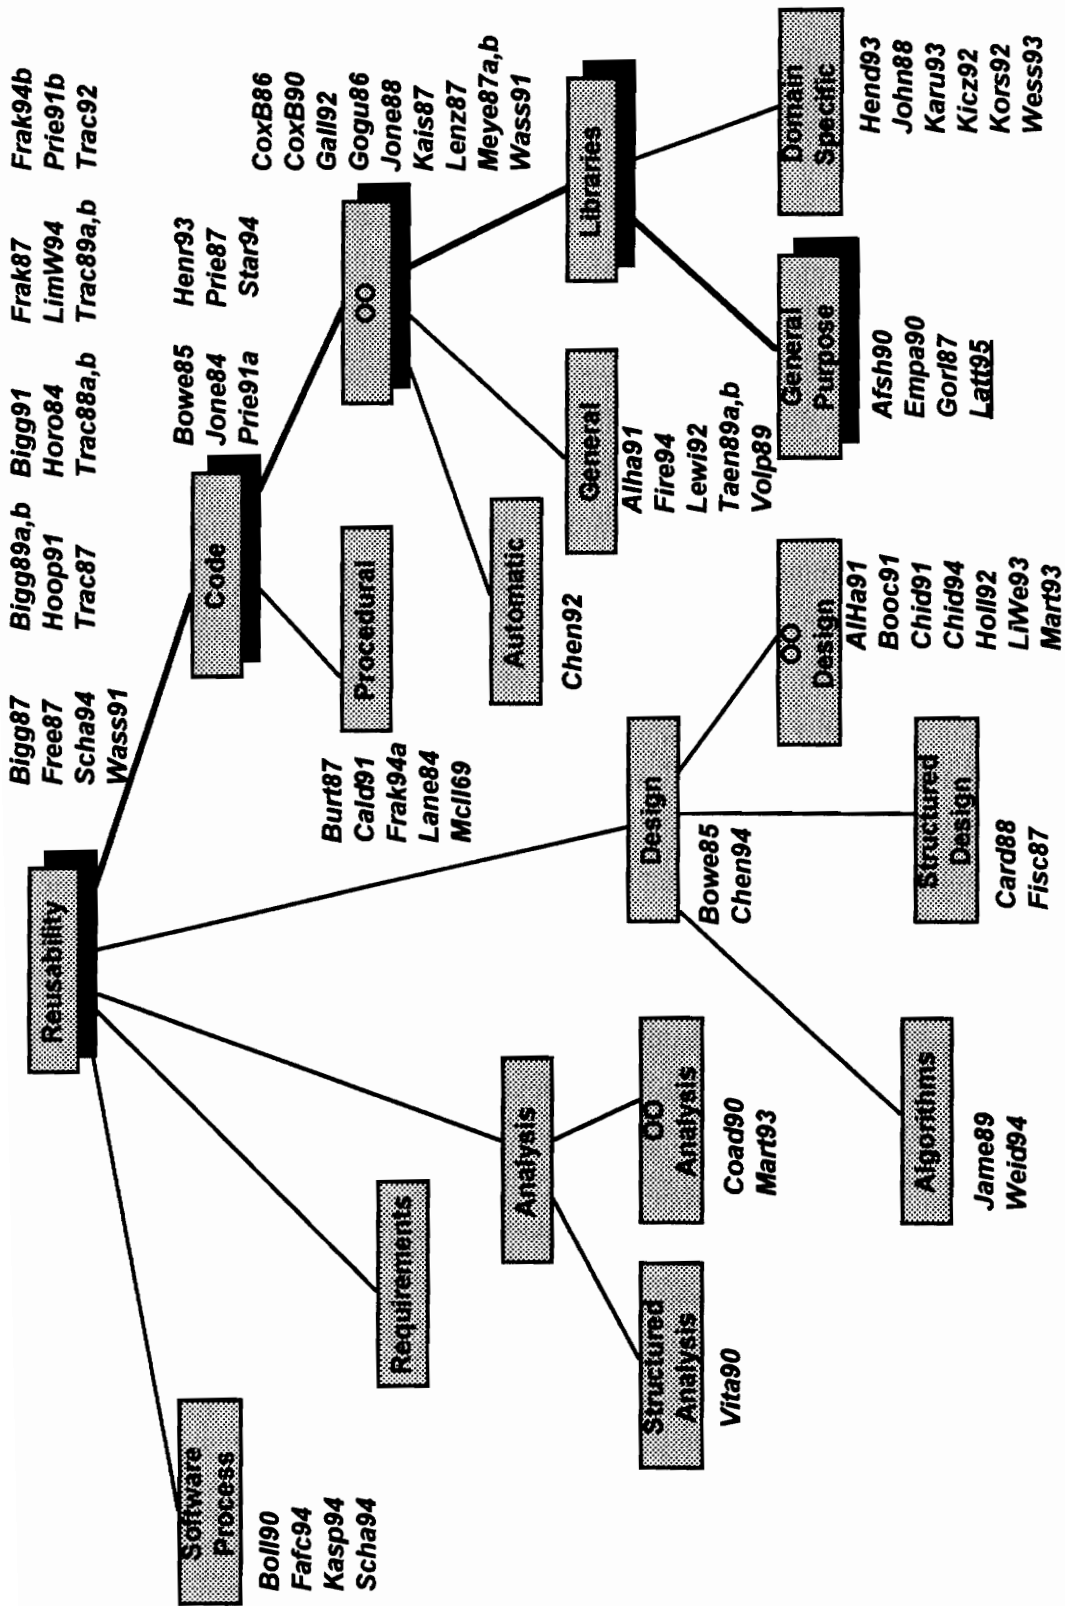 Reusability
Bigg87 Bigg89a,b Bigg91 Frak87 Frak94b
Free87 Hoop91 Horo84 LimW94 Prie91b
Scha94 Trac87 Trac88a,b Trac89a,b Trac92
Wass91
Software
Process
Boll90
Fafc94
Kasp94
Scha94
Requirements
Analysis
Structured
Analysis
Vita90
OO
Analysis
Coad90
Mart93
Design
Bowe85
Chen94
Algorithms
Jame89
Weid94
Structured
Design
Card88
Fisc87
OO
Design
AlHa91
Booc91
Chid91
Chid94
Holl92
LiWe93
Mart93
Code
Bowe85 Henr93
Jone84 Prie87
Prie91a Star94
Procedural
Burt87
Cald91
Frak94a
Lane84
McIl69
OO
CoxB86
CoxB90
Gall92
Gogu86
Jone88
Kais87
Lenz87
Meye87a,b
Wass91
Automatic
Chen92
General
Alha91
Fire94
Lewi92
Taen89a,b
Volp89
Libraries
General
Purpose
Afsh90
Empa90
Gorl87
Latt95
Doman
Specific
Hend93
John88
Karu93
Kicz92
Kors92
Wess93